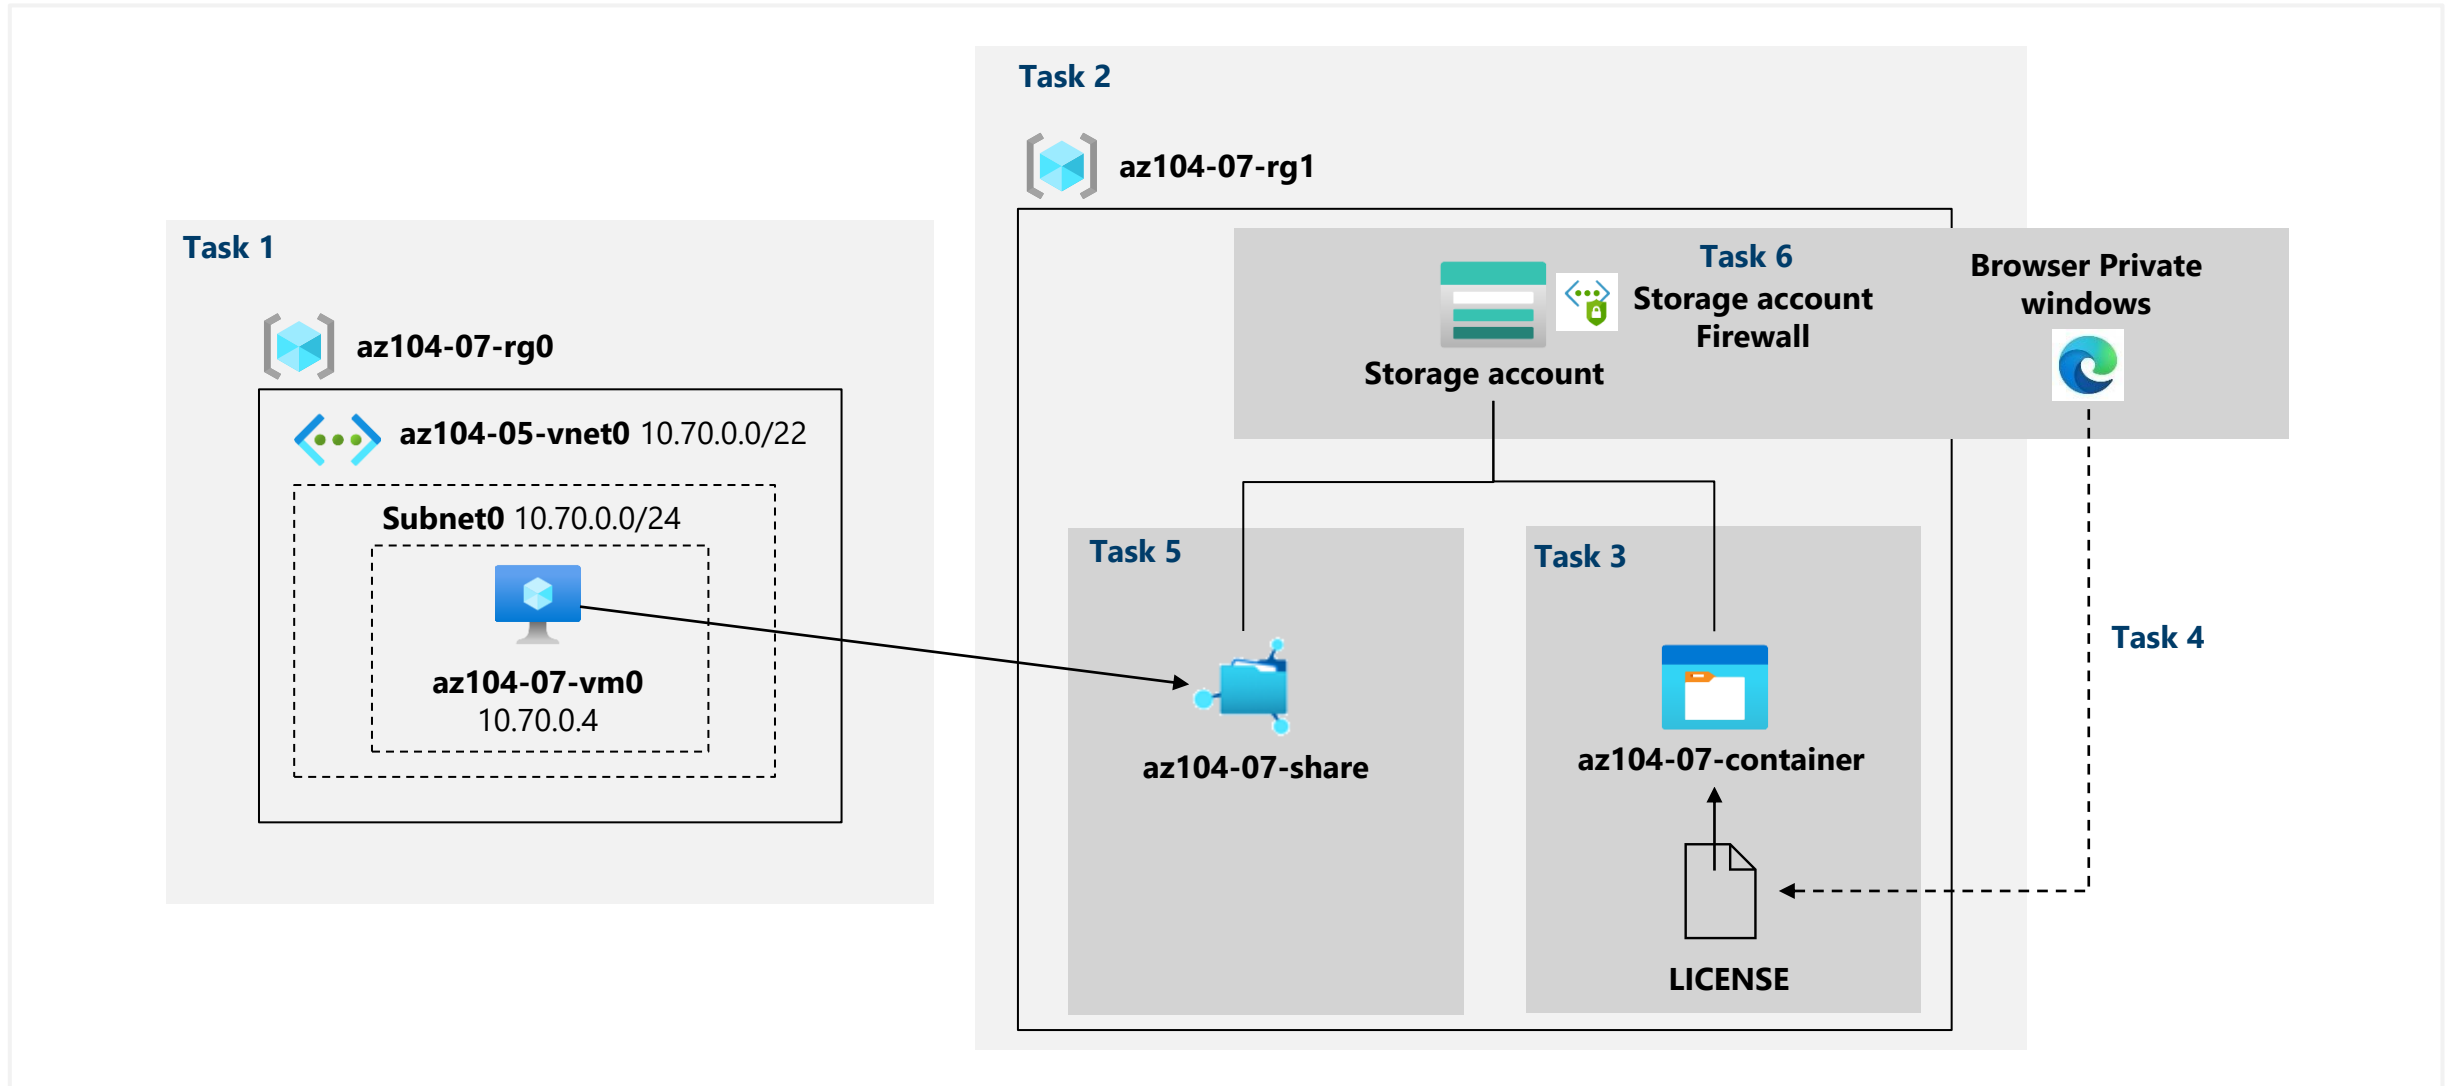 Task 1
az104-07-rg0
az104-05-vnet0 10.70.0.0/22
Subnet0 10.70.0.0/24
az104-07-vm0
10.70.0.4
Task 2
az104-07-rg1
Task 6
Storage account
Firewall
Storage account
Browser Private
windows
Task 5
az104-07-share
Task 3
az104-07-container
LICENSE
Task 4